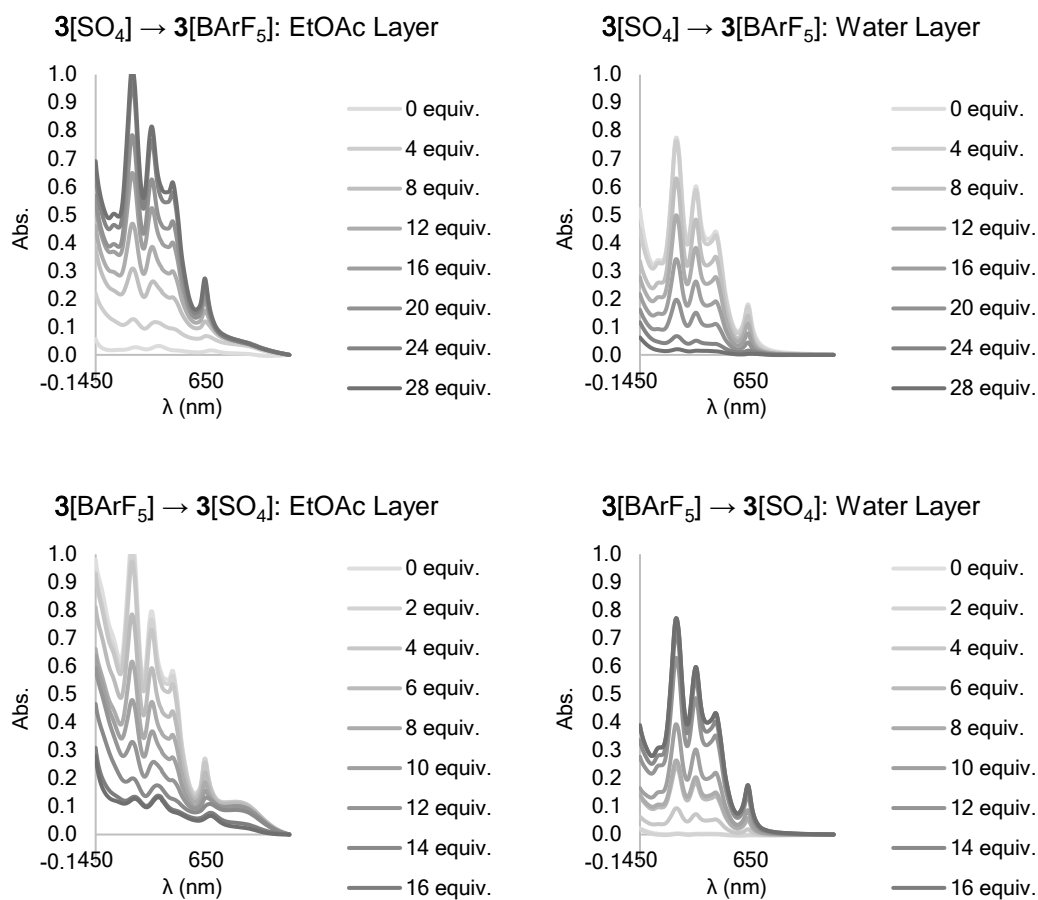 3[SO4] → 3[BArF5]: EtOAc Layer
1.0
0.9
0.8
0.7
0.6
0.5
0.4
0.3
0.2
0.1
0.0
-0.1
450
650
Abs.
λ (nm)
0 equiv.
4 equiv.
8 equiv.
12 equiv.
16 equiv.
20 equiv.
24 equiv.
28 equiv.
3[SO4] → 3[BArF5]: Water Layer
1.0
0.9
0.8
0.7
0.6
0.5
0.4
0.3
0.2
0.1
0.0
-0.1
450
650
Abs.
λ (nm)
0 equiv.
4 equiv.
8 equiv.
12 equiv.
16 equiv.
20 equiv.
24 equiv.
28 equiv.
3[BArF5] → 3[SO4]: EtOAc Layer
1.0
0.9
0.8
0.7
0.6
0.5
0.4
0.3
0.2
0.1
0.0
-0.1
450
650
Abs.
λ (nm)
0 equiv.
2 equiv.
4 equiv.
6 equiv.
8 equiv.
10 equiv.
12 equiv.
14 equiv.
16 equiv.
3[BArF5] → 3[SO4]: Water Layer
1.0
0.9
0.8
0.7
0.6
0.5
0.4
0.3
0.2
0.1
0.0
-0.1
450
650
Abs.
λ (nm)
0 equiv.
2 equiv.
4 equiv.
6 equiv.
8 equiv.
10 equiv.
12 equiv.
14 equiv.
16 equiv.